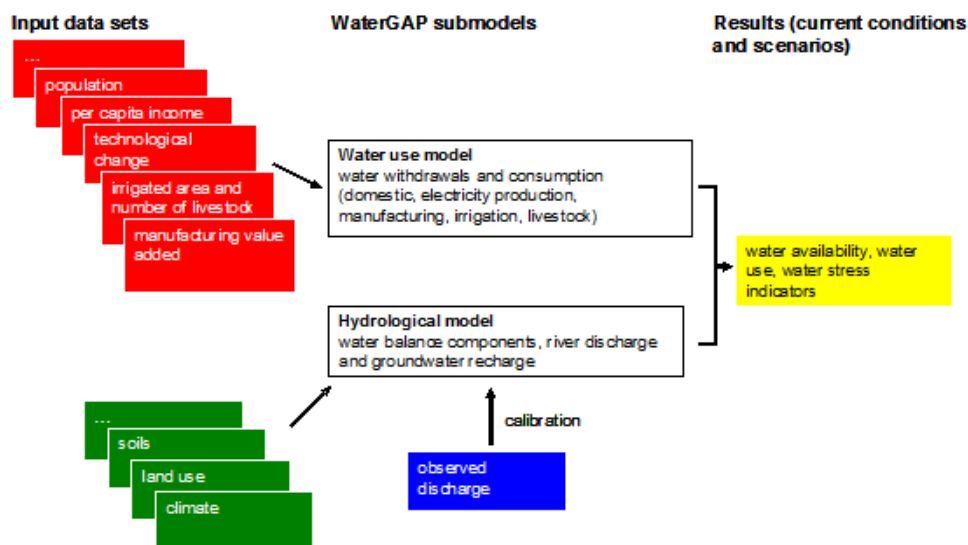 Input data sets
WaterGAP submodels
Results (current conditions
and scenarios)
...
population
per capita income
technological
change
irrigated area and
number of livestock
manufacturing value
added
Water use model
water withdrawals and consumption
(domestic, electricity production,
manufacturing, irrigation, livestock)
water availability, water
use, water stress
indicators
Hydrological model
water balance components, river discharge
and groundwater recharge
...
soils
land use
climate
calibration
observed
discharge